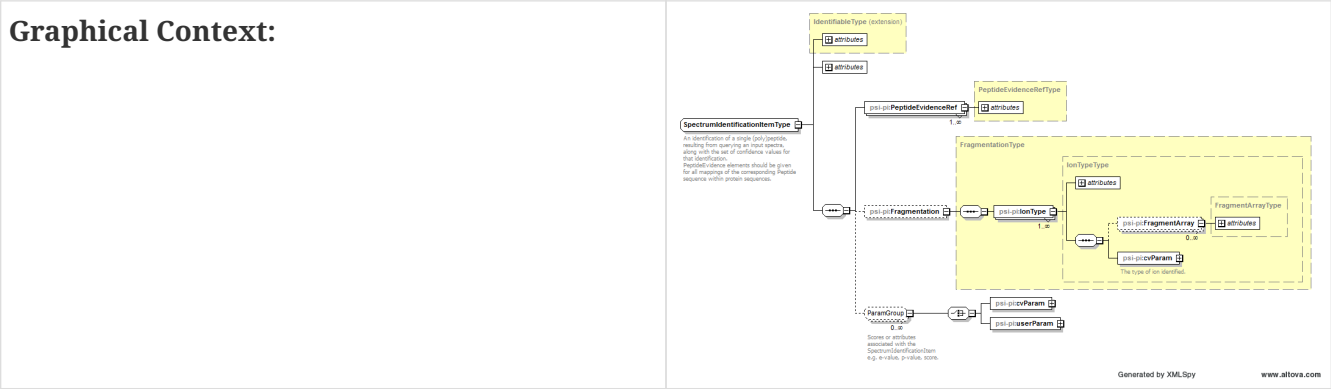 Graphical Context:
IdentifiableType (extension)
attributes
attributes
PeptideEvidenceRefType
psi-pi:PeptideEvidenceRef
attributes
1..∞
SpectrumIdentificationItemType
An identification of a single (poly)peptide,
resulting from querying an input spectra,
along with the set of confidence values for
that identification.
PeptideEvidence elements should be given
for all mappings of the corresponding Peptide
sequence within protein sequences.
FragmentationType
IonTypeType
attributes
psi-pi:Fragmentation
psi-pi:IonType
1..∞
FragmentArrayType
psi-pi:FragmentArray
attributes
0..∞
psi-pi:cvParam
The type of ion identified.
ParamGroup
0..∞
psi-pi:cvParam
psi-pi:userParam
Scores or attributes
associated with the
SpectrumIdentificationItem
e.g. e-value, p-value, score.
Generated by XMLSpy
www.altova.com